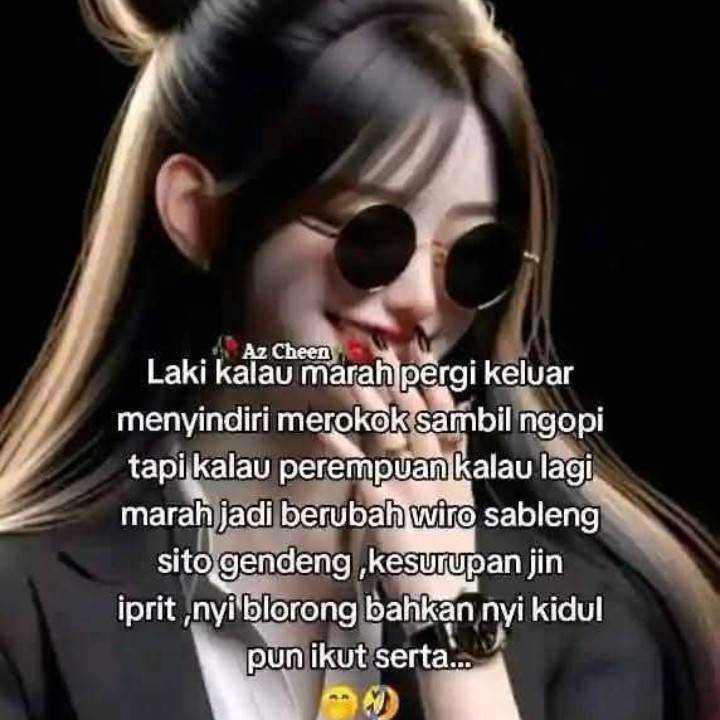 Az Cheen
Laki kalau marah pergi keluar
menyindiri merokok sambil ngopi
tapi kalau perempuan kalau lagi
marah jadi berubah wiro sableng
sito gendeng ,kesurupan jin
iprit ,nyi blorong bahkan nyi kidul
pun ikut serta...
🤭🤣